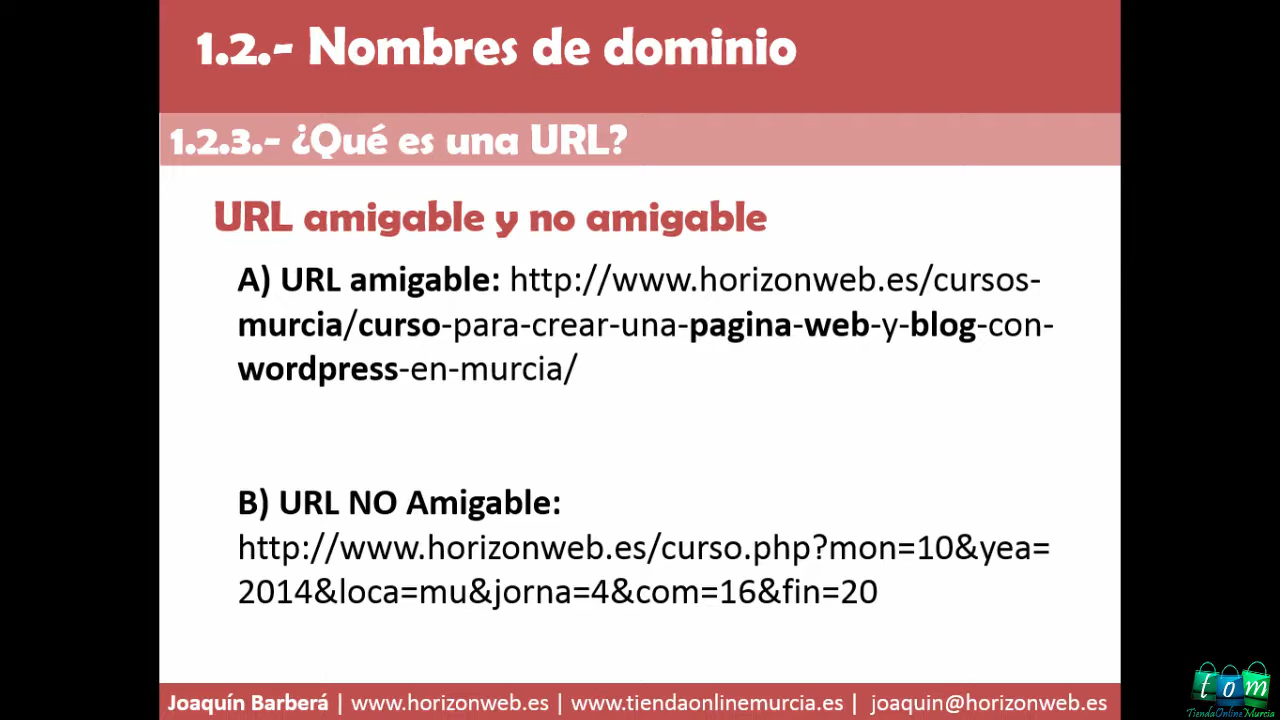 1.2.- Nombres de dominio
1.2.3.- ¿Qué es una URL?
URL amigable y no amigable
A) URL amigable: http://www.horizonweb.es/cursos-
murcia/curso-para-crear-una-pagina-web-y-blog-con-
wordpress-en-murcia/
B) URL NO Amigable:
http://www.horizonweb.es/curso.php?mon=10&yea=
2014&loca=mu&jorna=4&com=16&fin=20
Joaquín Barberá | www.horizonweb.es | www.tiendaonlinemurcia.es | joaquin@horizonweb.es
tom
TiendaOnlineMurcia